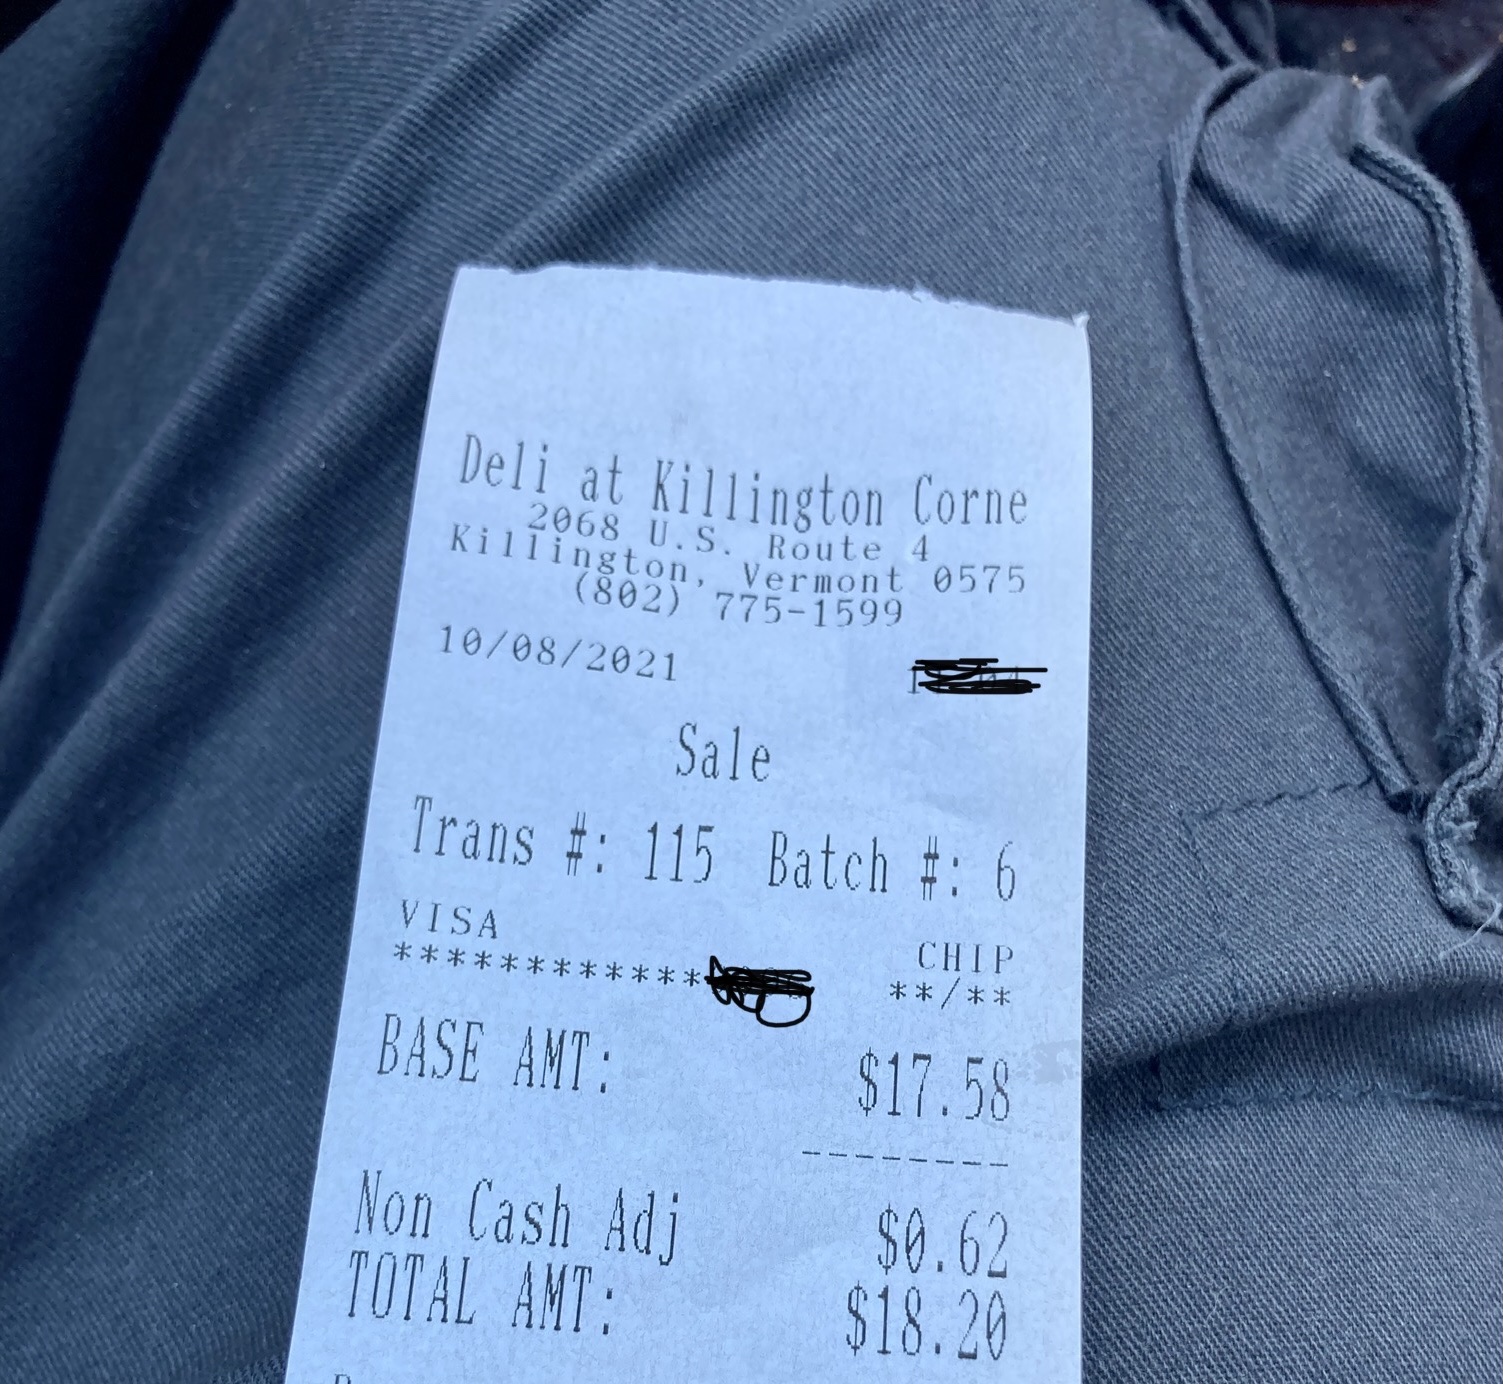 Deli at Killington Corne
2068 U.S. Route 4
Killington, Vermont 0575
(802) 775-1599
10/08/2021
Sale
Trans #: 115 Batch #: 6
VISA CHIP
************ **/**
BASE AMT: $17.58
--------
Non Cash Adj $0.62
TOTAL AMT: $18.20